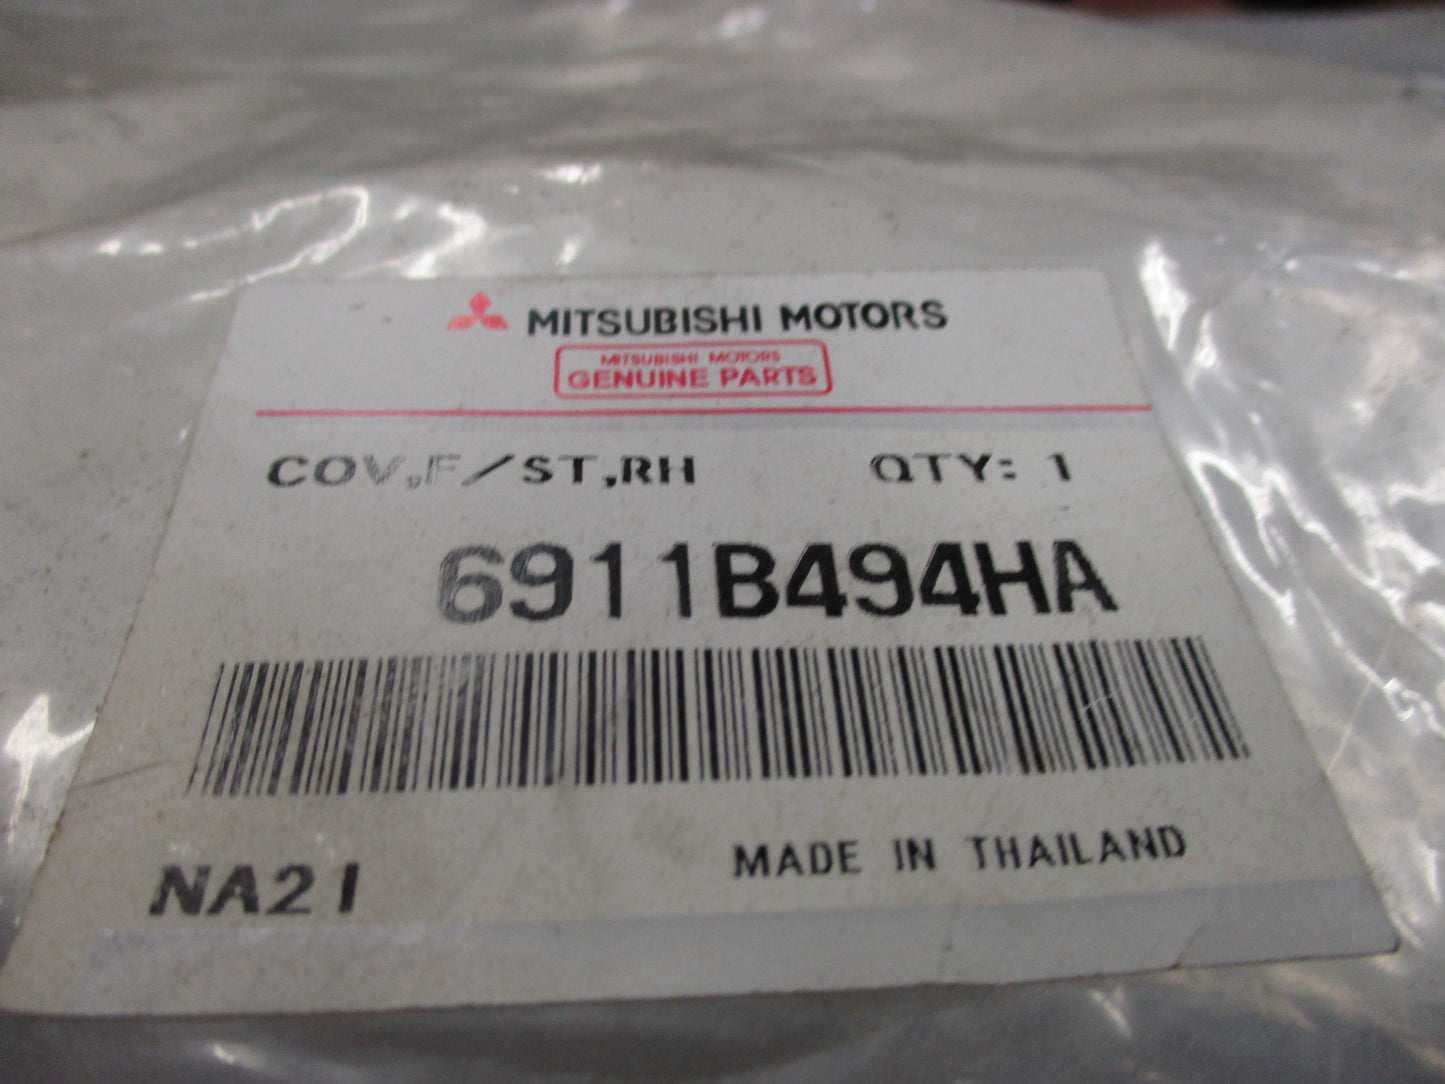 MITSUBISHI MOTORS
MITSUBISHI MOTORS
GENUINE PARTS
COV,F/ST,RH QTY: 1
6911B494HA
NA21 MADE IN THAILAND